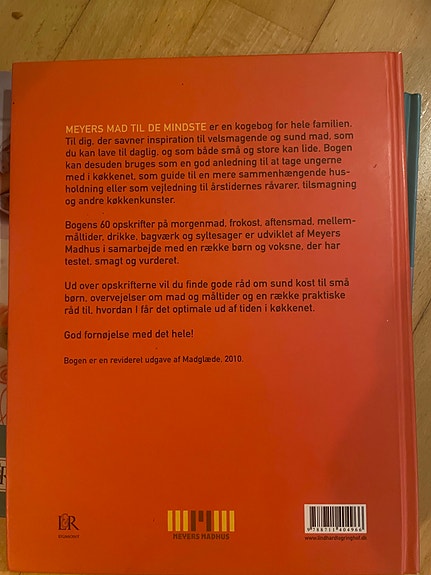 MEYERS MAD TIL DE MINDSTE er en kogebog for hele familien.
Til dig, der savner inspiration til velsmagende og sund mad, som
du kan lave til daglig, og som både små og store kan lide. Bogen
kan desuden bruges som en god anledning til at tage ungerne
med i køkkenet, som guide til en mere sammenhængende hus-
holdning eller som vejledning til årstidernes råvarer, tilsmagning
og andre køkkenkunster.
Bogens 60 opskrifter på morgenmad, frokost, aftensmad, mellem-
måltider, drikke, bagværk og syltesager er udviklet af Meyers
Madhus i samarbejde med en række børn og voksne, der har
testet, smagt og vurderet.
Ud over opskrifterne vil du finde gode råd om sund kost til små
børn, overvejelser om mad og måltider og en række praktiske
råd til, hvordan I får det optimale ud af tiden i køkkenet.
God fornøjelse med det hele!
Bogen er en revideret udgave af Madglæde, 2010.
L&R
EGMONT
MEYERS MADHUS
9 788711 404966
www.lindhardtogringhof.dk